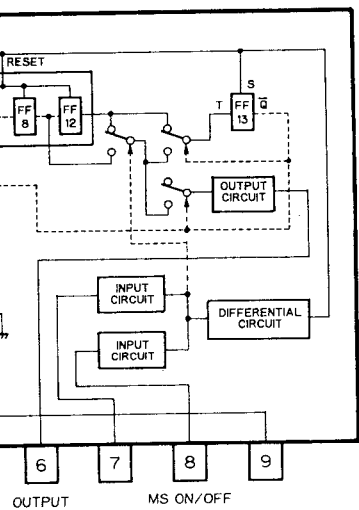 RESET
S
FF
8
FF
12
T
FF
13
Q̅
OUTPUT
CIRCUIT
INPUT
CIRCUIT
DIFFERENTIAL
CIRCUIT
INPUT
CIRCUIT
6
7
8
9
OUTPUT
MS ON/OFF